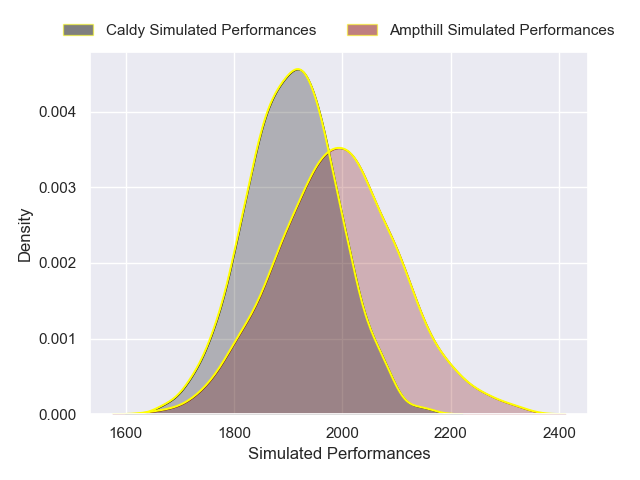 Caldy Simulated Performances
Ampthill Simulated Performances
0.004
0.003
0.002
0.001
0.000
Density
1600 1800 2000 2200 2400
Simulated Performances